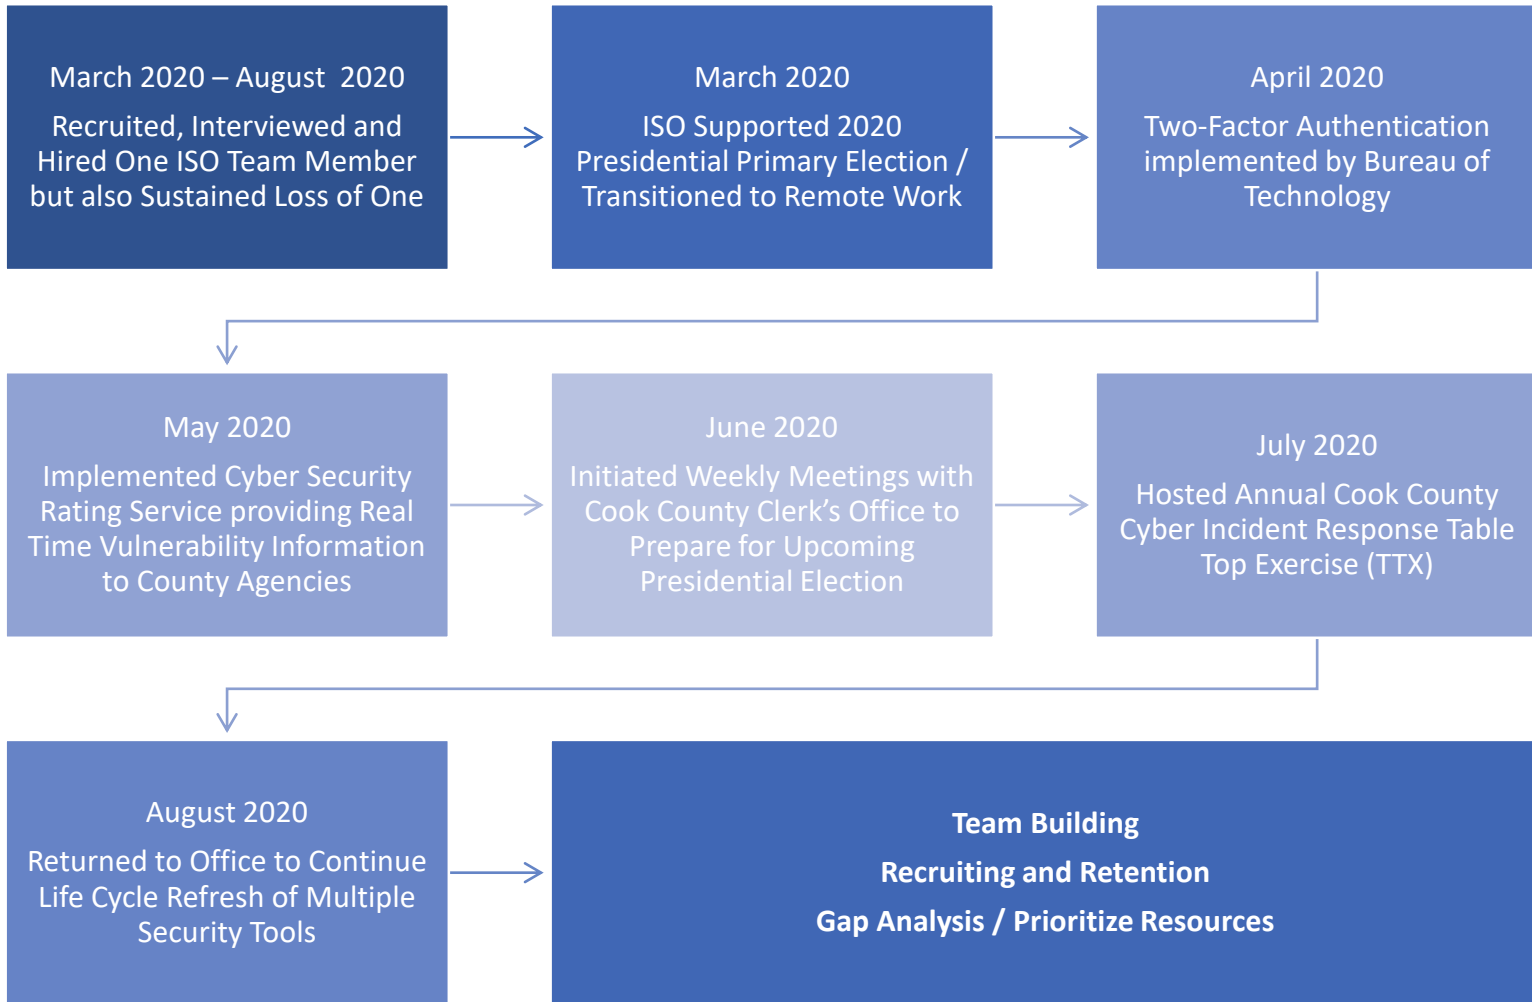 March 2020 – August  2020
Recruited, Interviewed and
Hired One ISO Team Member
but also Sustained Loss of One
March 2020
ISO Supported 2020
Presidential Primary Election /
Transitioned to Remote Work
April 2020
Two-Factor Authentication
implemented by Bureau of
Technology
May 2020
Implemented Cyber Security
Rating Service providing Real
Time Vulnerability Information
to County Agencies
June 2020
Initiated Weekly Meetings with
Cook County Clerk’s Office to
Prepare for Upcoming
Presidential Election
July 2020
Hosted Annual Cook County
Cyber Incident Response Table
Top Exercise (TTX)
August 2020
Returned to Office to Continue
Life Cycle Refresh of Multiple
Security Tools
Team Building
Recruiting and Retention
Gap Analysis / Prioritize Resources